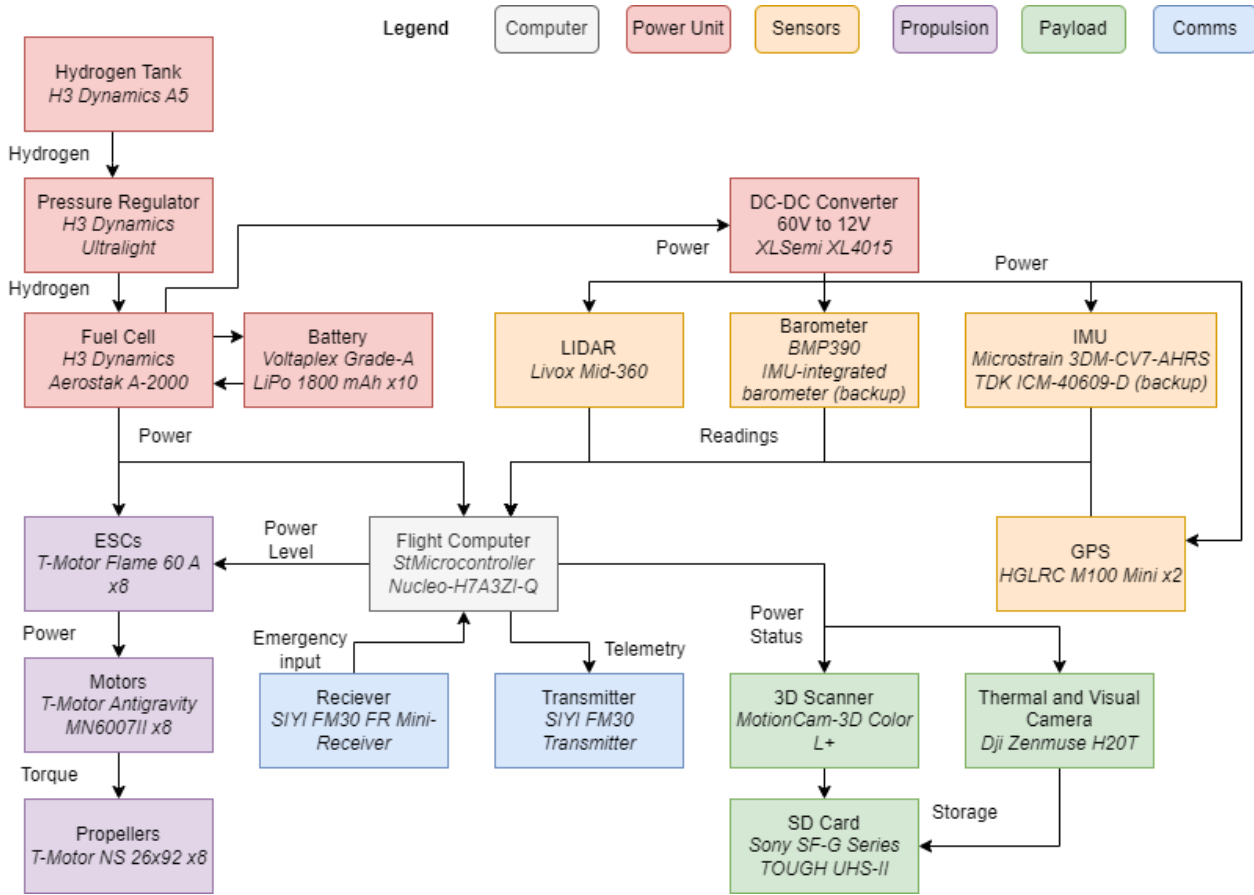 Legend
Computer
Power Unit
Sensors
Propulsion
Payload
Comms
Hydrogen Tank
H3 Dynamics A5
Hydrogen
Pressure Regulator
H3 Dynamics
Ultralight
DC-DC Converter
60V to 12V
XLSemi XL4015
Power
Power
Hydrogen
Fuel Cell
H3 Dynamics
Aerostak A-2000
Battery
Voltaplex Grade-A
LiPo 1800 mAh x10
LIDAR
Livox Mid-360
Barometer
BMP390
IMU-integrated
barometer (backup)
IMU
Microstrain 3DM-CV7-AHRS
TDK ICM-40609-D (backup)
Power
Readings
ESCs
T-Motor Flame 60 A
x8
Power
Level
Flight Computer
StMicrocontroller
Nucleo-H7A3ZI-Q
GPS
HGLRC M100 Mini x2
Power
Emergency
input
Telemetry
Power
Status
Motors
T-Motor Antigravity
MN6007II x8
Reciever
SIYI FM30 FR Mini-
Receiver
Transmitter
SIYI FM30
Transmitter
3D Scanner
MotionCam-3D Color
L+
Thermal and Visual
Camera
Dji Zenmuse H20T
Torque
Propellers
T-Motor NS 26x92 x8
SD Card
Sony SF-G Series
TOUGH UHS-II
Storage